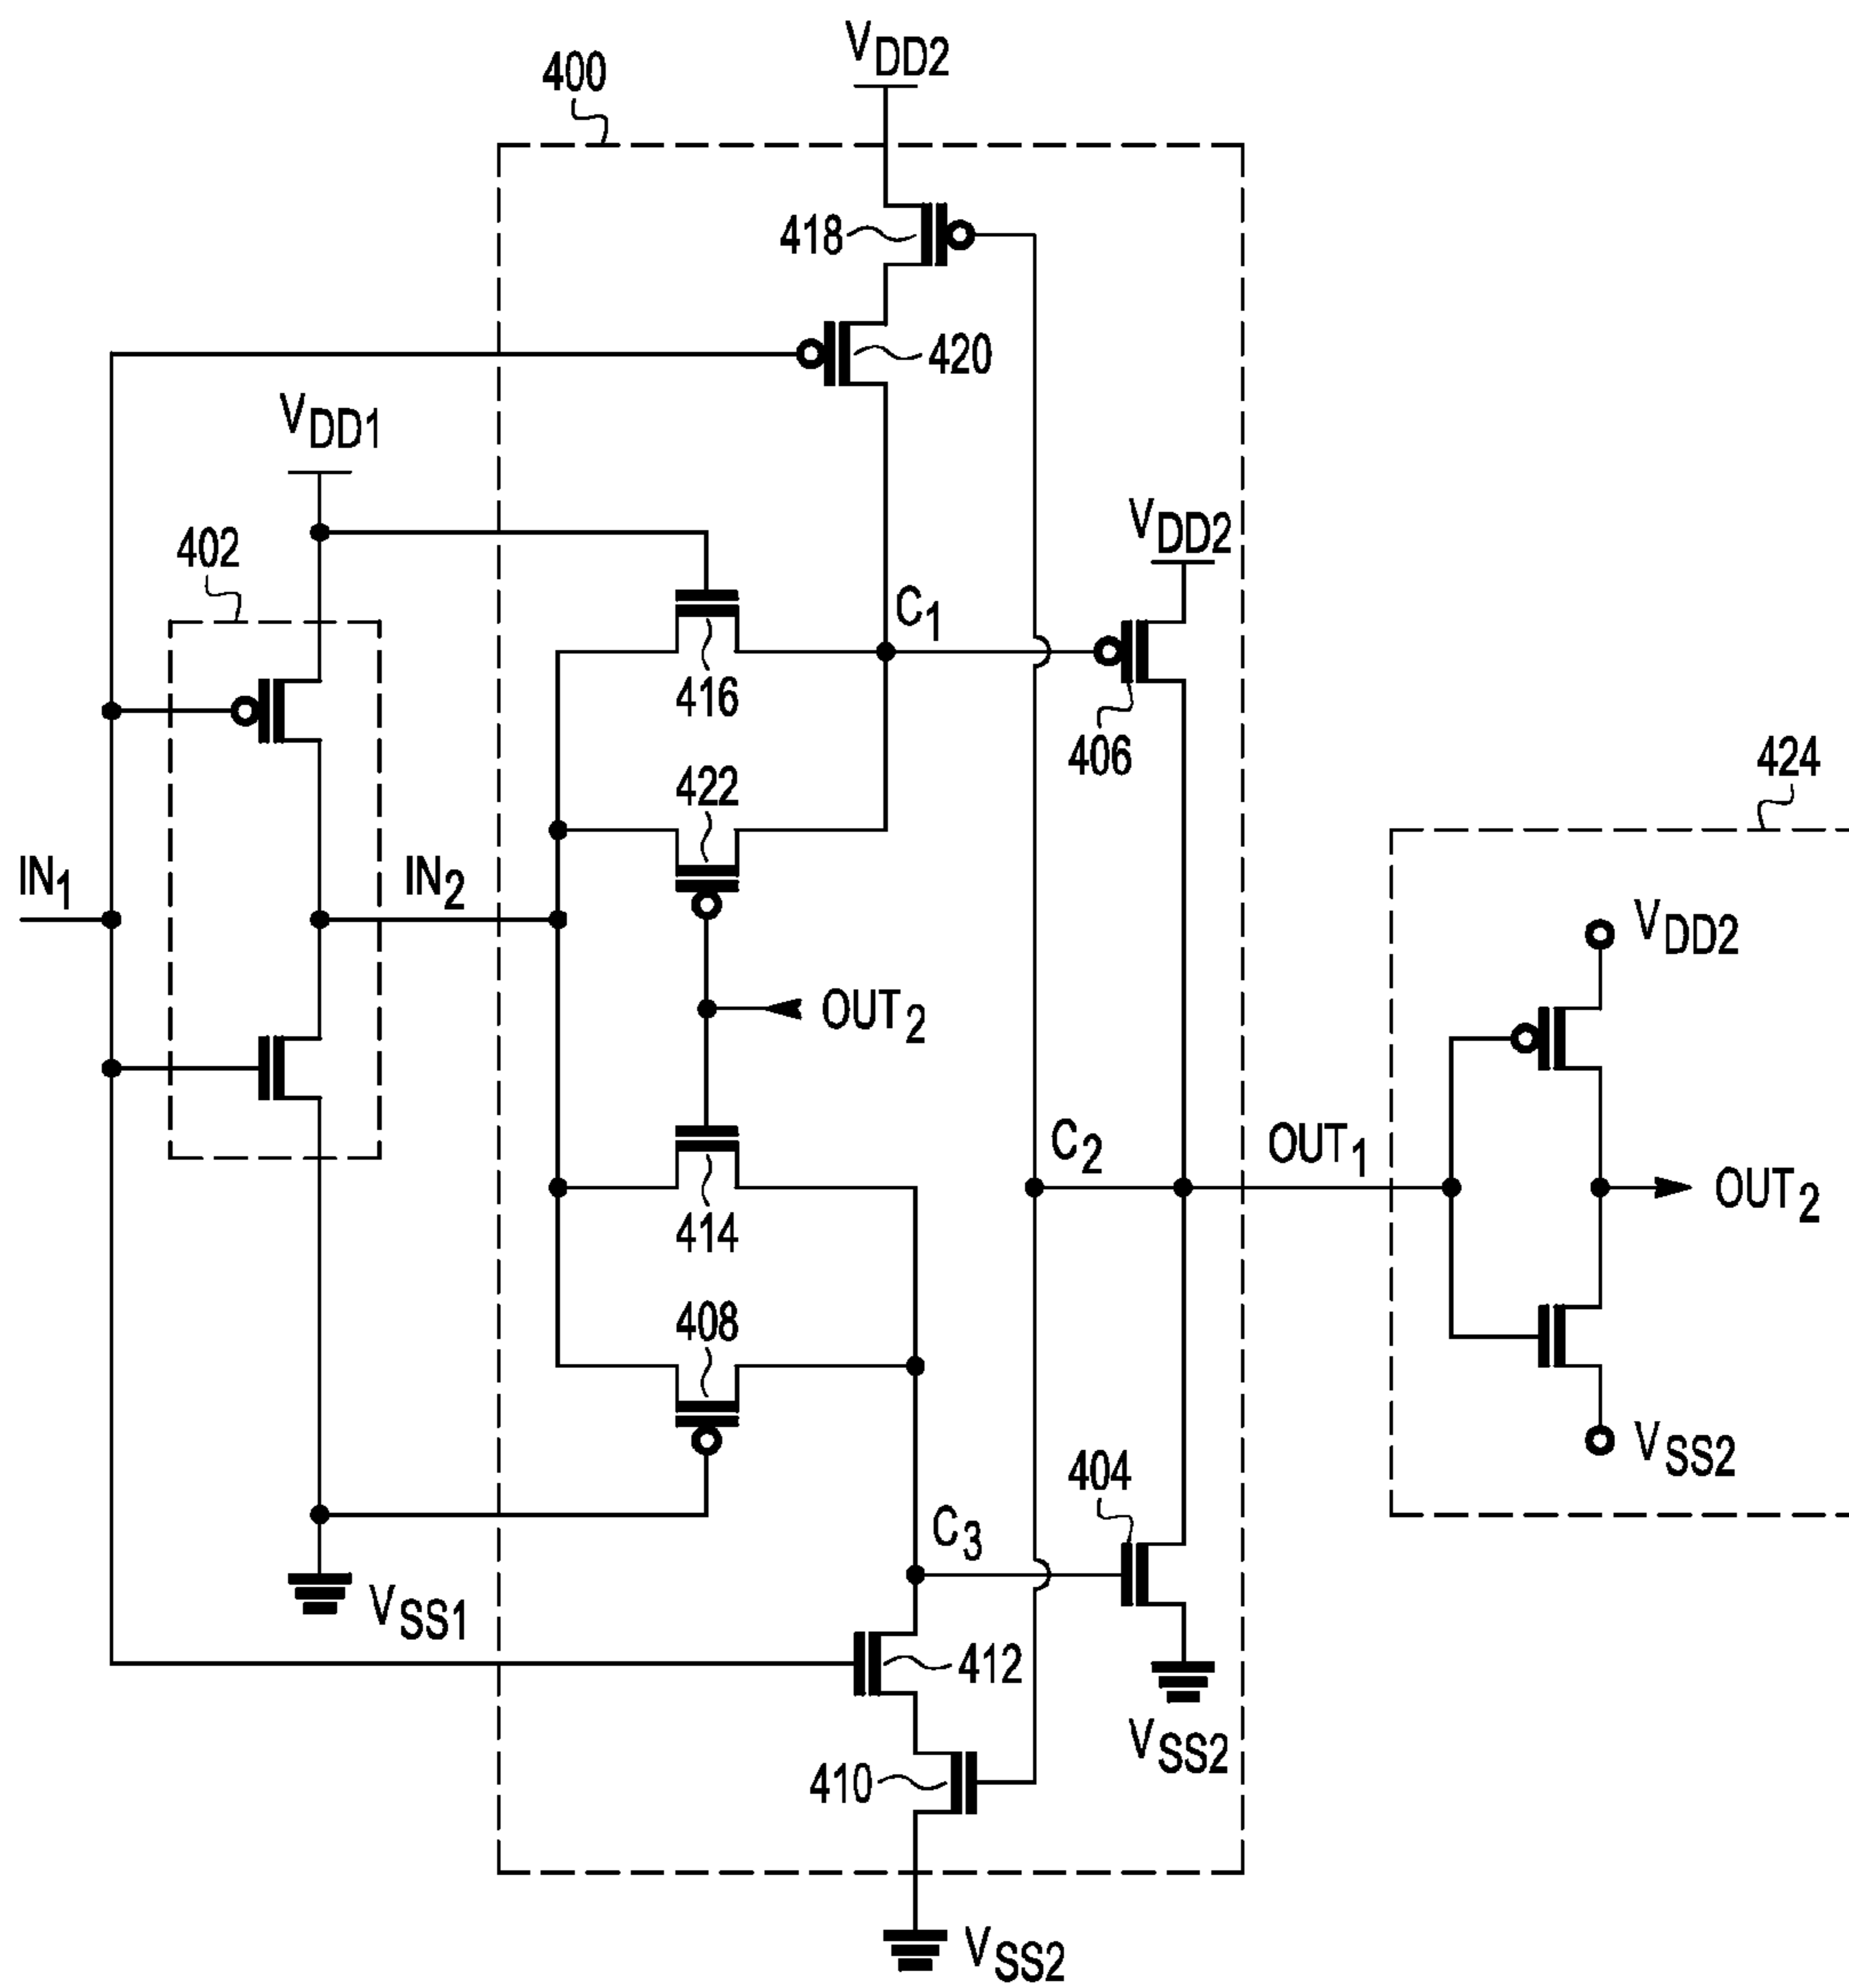 VDD2
400
418
420
VDD1
402
C1
VDD2
416
406
422
424
IN1
IN2
VDD2
OUT2
C2
OUT1
OUT2
414
408
VSS2
404
C3
VSS1
412
VSS2
410
VSS2